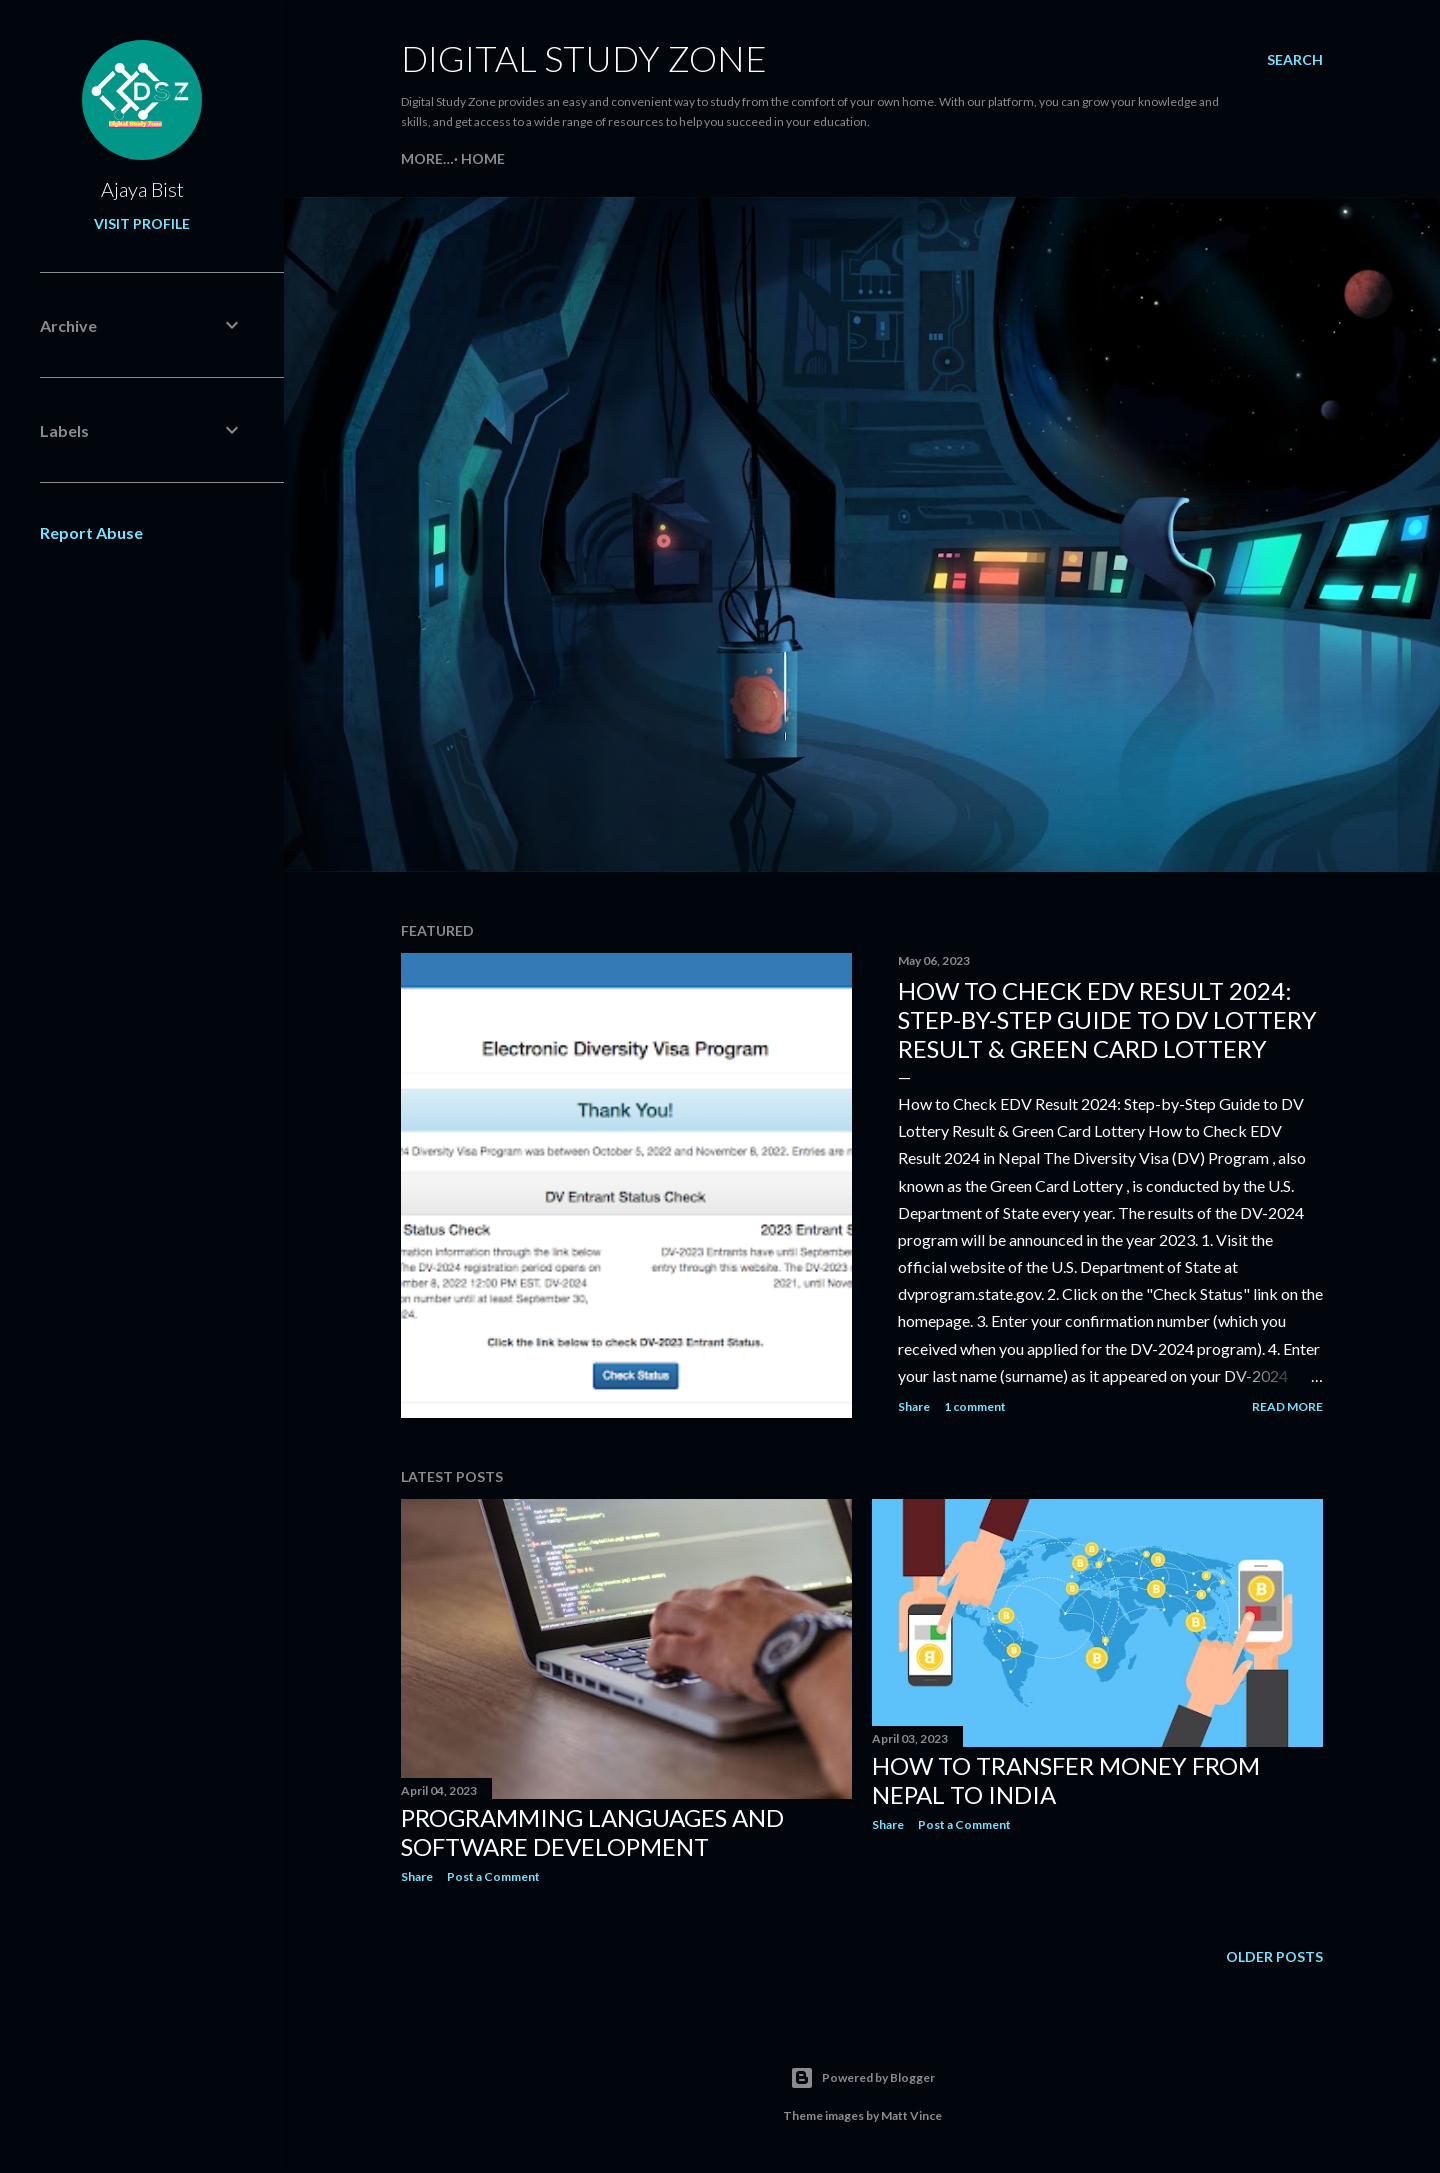 DSZ
Digital Study Zone
Ajaya Bist
VISIT PROFILE
Archive
Labels
Report Abuse
DIGITAL STUDY ZONE
SEARCH
Digital Study Zone provides an easy and convenient way to study from the comfort of your own home. With our platform, you can grow your knowledge and
skills, and get access to a wide range of resources to help you succeed in your education.
MORE…· HOME
FEATURED
Electronic Diversity Visa Program
Thank You!
24 Diversity Visa Program was between October 5, 2022 and November 8, 2022. Entries are n
DV Entrant Status Check
Status Check
2023 Entrant S
mation information through the link below
The DV-2024 registration period opens on
mber 8, 2022 12:00 PM EST. DV-2024
on number until at least September 30,
24.
DV-2023 Entrants have until September
entry through this website. The DV-2023
2021, until Nove
Click the link below to check DV-2023 Entrant Status.
Check Status
May 06, 2023
HOW TO CHECK EDV RESULT 2024:
STEP-BY-STEP GUIDE TO DV LOTTERY
RESULT & GREEN CARD LOTTERY
—
How to Check EDV Result 2024: Step-by-Step Guide to DV
Lottery Result & Green Card Lottery How to Check EDV
Result 2024 in Nepal The Diversity Visa (DV) Program , also
known as the Green Card Lottery , is conducted by the U.S.
Department of State every year. The results of the DV-2024
program will be announced in the year 2023. 1. Visit the
official website of the U.S. Department of State at
dvprogram.state.gov. 2. Click on the "Check Status" link on the
homepage. 3. Enter your confirmation number (which you
received when you applied for the DV-2024 program). 4. Enter
your last name (surname) as it appeared on your DV-2024 …
Share 1 comment READ MORE
LATEST POSTS
April 04, 2023
PROGRAMMING LANGUAGES AND
SOFTWARE DEVELOPMENT
Share Post a Comment
April 03, 2023
HOW TO TRANSFER MONEY FROM
NEPAL TO INDIA
Share Post a Comment
OLDER POSTS
Powered by Blogger
Theme images by Matt Vince